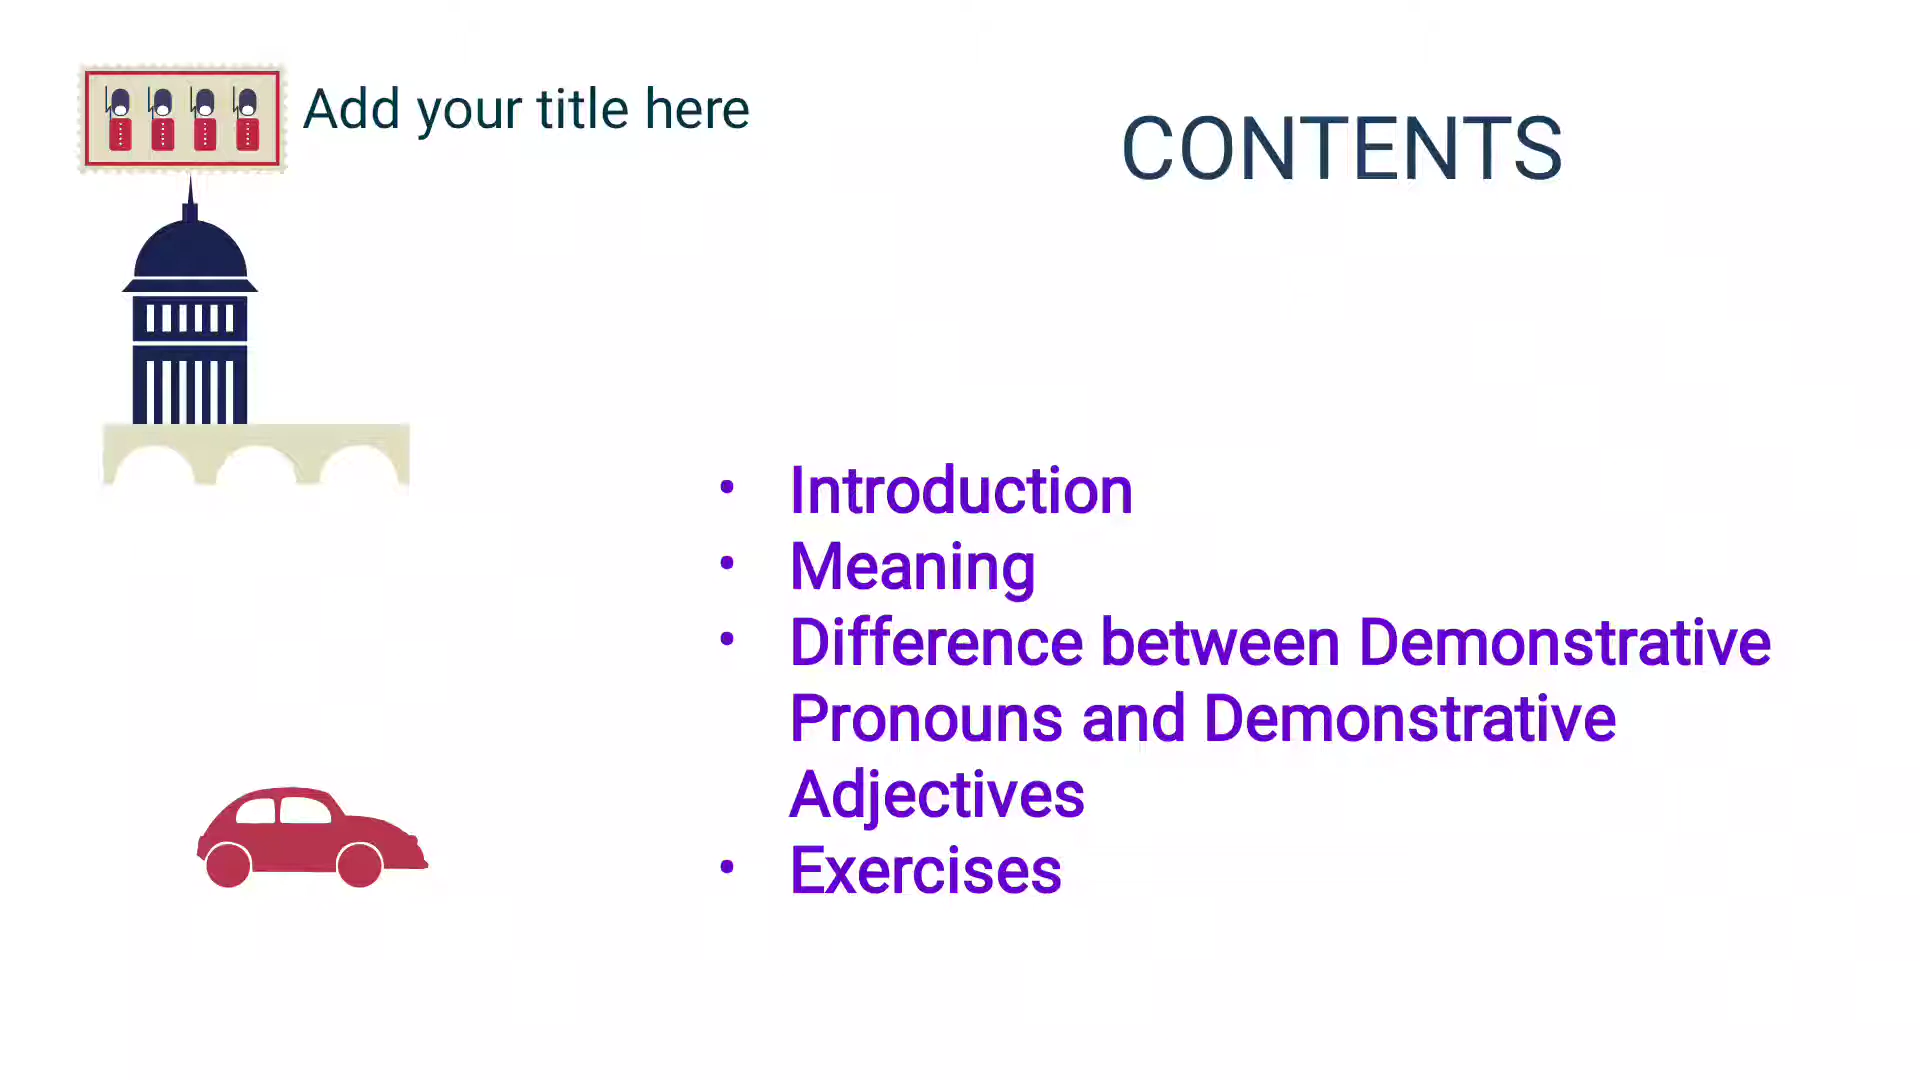 Add your title here
CONTENTS
• Introduction
• Meaning
• Difference between Demonstrative
Pronouns and Demonstrative
Adjectives
• Exercises